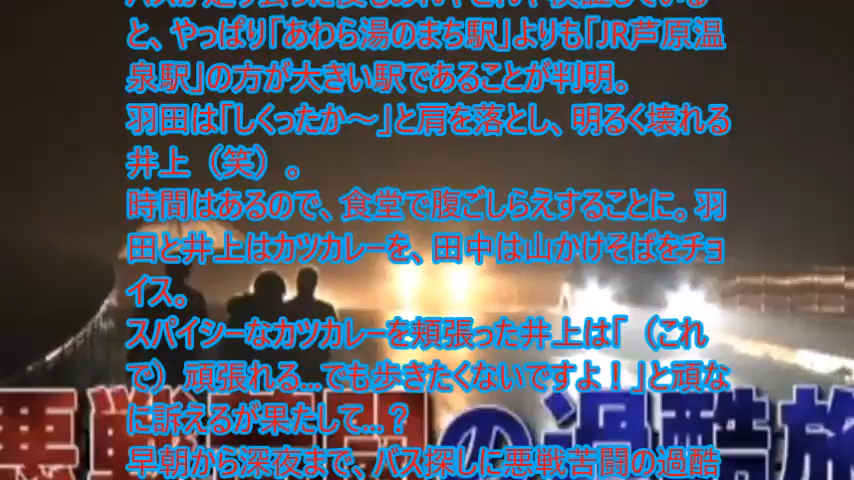 と、やっぱり「あわら湯のまち駅」よりも「JR芦原温
泉駅」の方が大きい駅であることが判明。
羽田は「しくったか～」と肩を落とし、明るく壊れる
井上（笑）。
時間はあるので、食堂で腹ごしらえすることに。羽
田と井上はカツカレーを、田中は山かけそばをチョ
イス。
スパイシーなカツカレーを頬張った井上は「（これ
で）頑張れる…でも歩きたくないですよ！」と頑な
に訴えるが果たして…？
早朝から深夜まで、バス探しに悪戦苦闘の過酷
悪戦苦闘の過酷旅